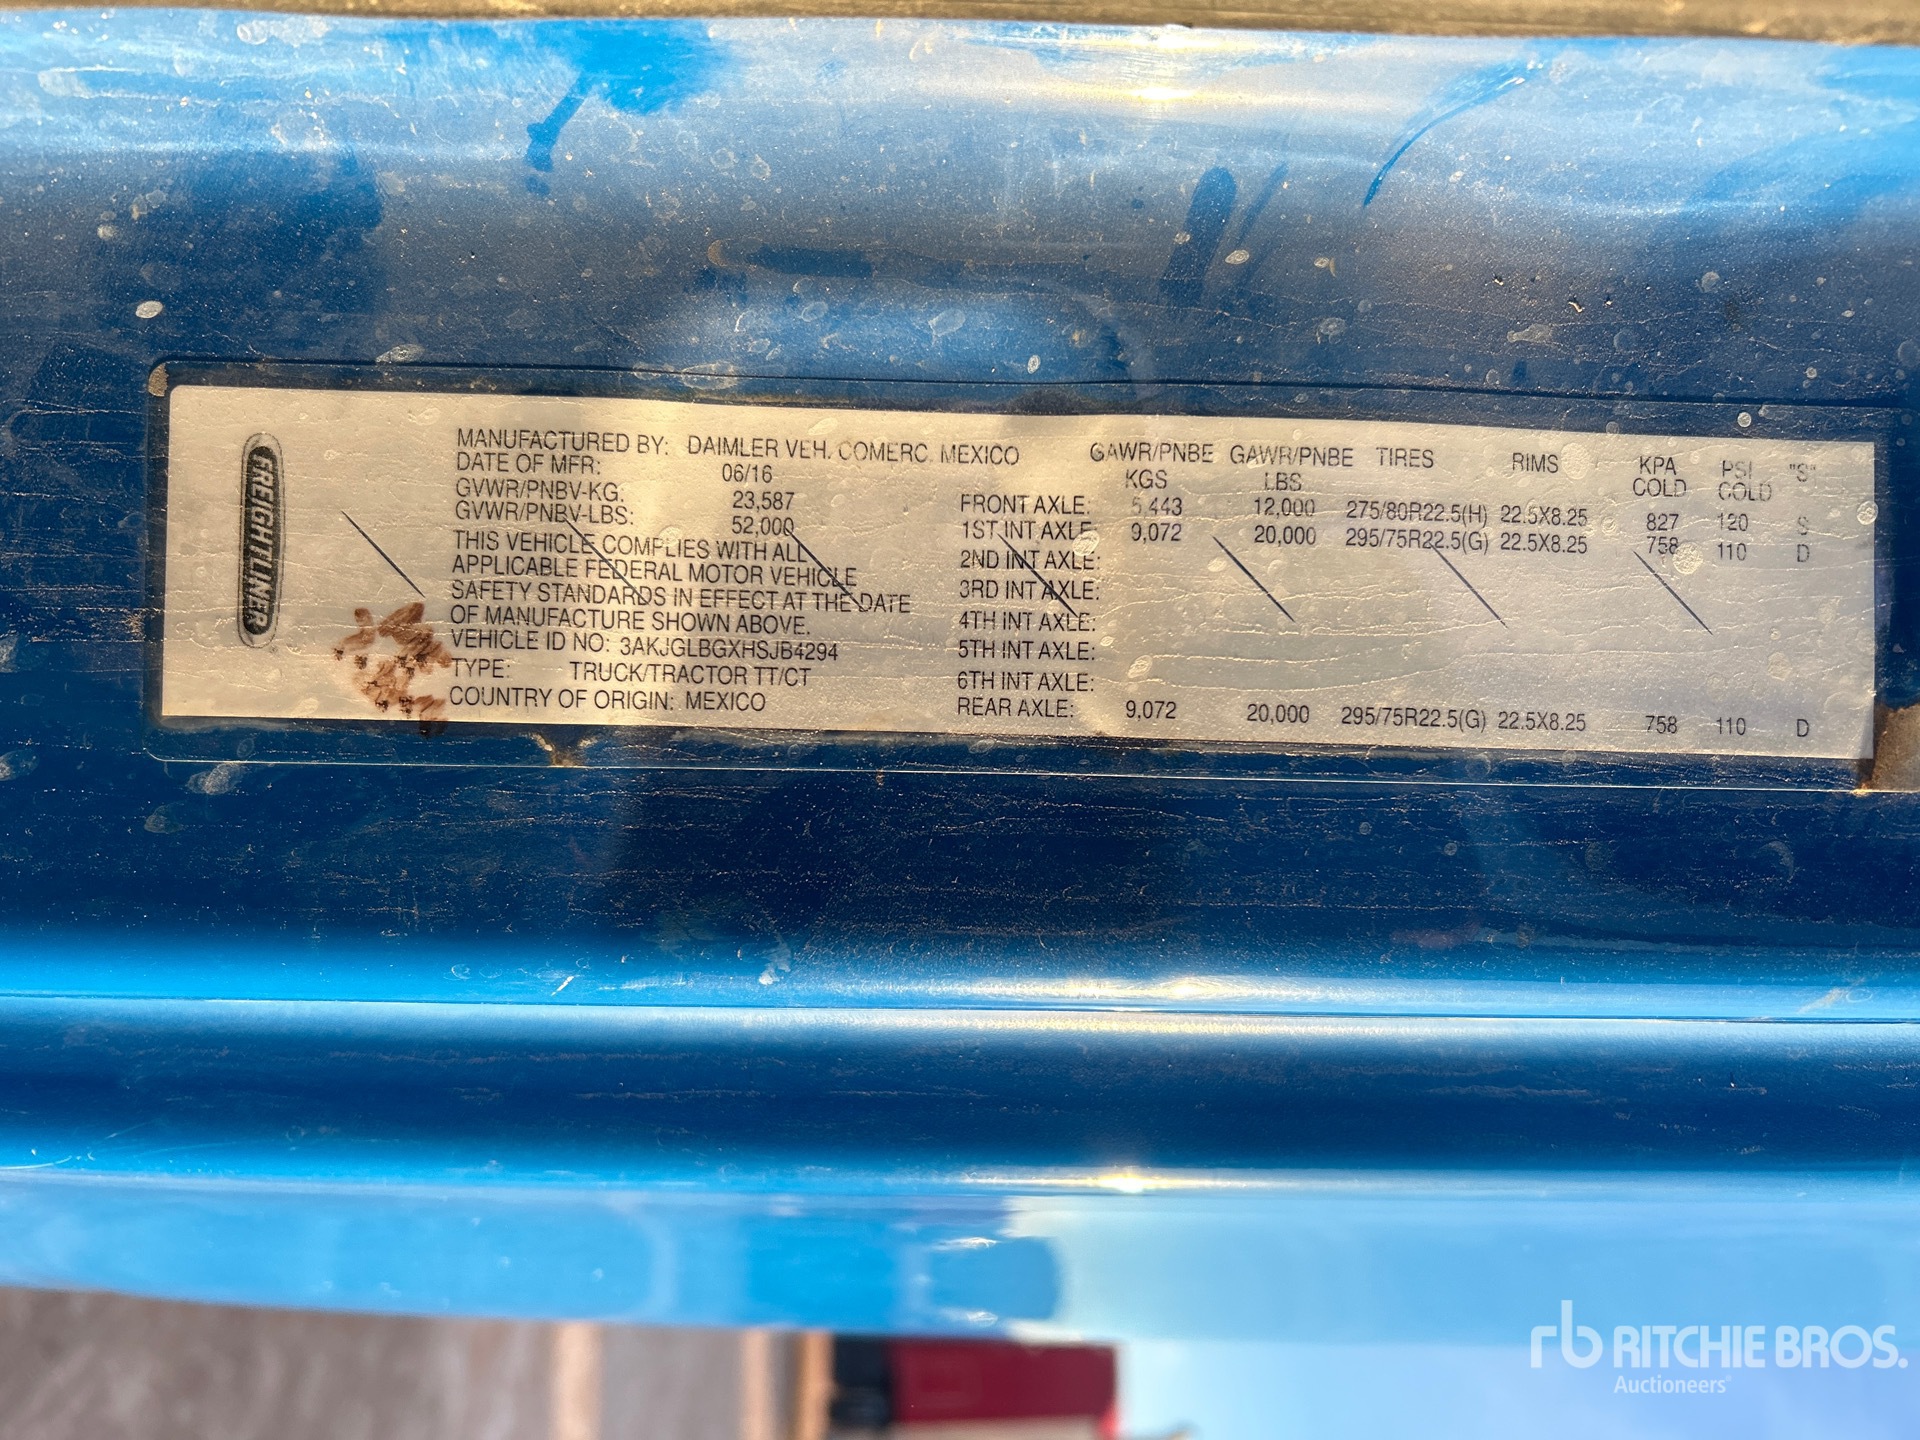 FREIGHTLINER
MANUFACTURED BY: DAIMLER VEH. COMERC. MEXICO
DATE OF MFR: 06/16
GVWR/PNBV-KG: 23,587
GVWR/PNBV-LBS: 52,000
THIS VEHICLE COMPLIES WITH ALL
APPLICABLE FEDERAL MOTOR VEHICLE
SAFETY STANDARDS IN EFFECT AT THE DATE
OF MANUFACTURE SHOWN ABOVE.
VEHICLE ID NO: 3AKJGLBGXHSJB4294
TYPE: TRUCK/TRACTOR TT/CT
COUNTRY OF ORIGIN: MEXICO
GAWR/PNBE GAWR/PNBE TIRES RIMS KPA PSI "S"
KGS LBS COLD COLD
FRONT AXLE: 5,443 12,000 275/80R22.5(H) 22.5X8.25 827 120 S
1ST INT AXLE: 9,072 20,000 295/75R22.5(G) 22.5X8.25 758 110 D
2ND INT AXLE:
3RD INT AXLE:
4TH INT AXLE:
5TH INT AXLE:
6TH INT AXLE:
REAR AXLE: 9,072 20,000 295/75R22.5(G) 22.5X8.25 758 110 D
rb RITCHIE BROS.
Auctioneers